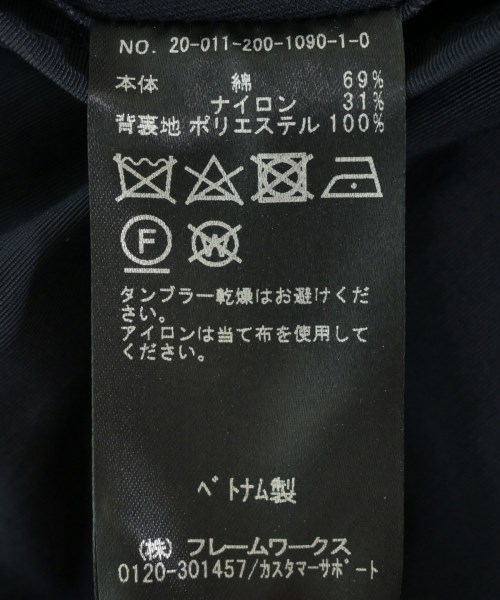 NO. 20-011-200-1090-1-0
本体 綿 69%
ナイロン 31%
背裏地 ポリエステル 100%
F
W
タンブラー乾燥はお避けくだ
さい。
アイロンは当て布を使用して
ください。
ベトナム製
(株) フレームワークス
0120-301457/カスタマーサポート